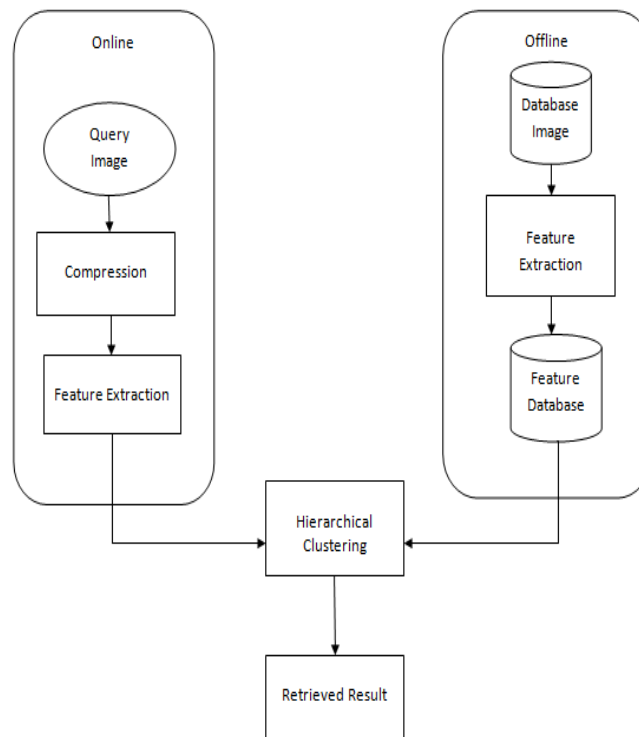 Online
Query
Image
Compression
Feature Extraction
Offline
Database
Image
Feature
Extraction
Feature
Database
Hierarchical
Clustering
Retrieved Result